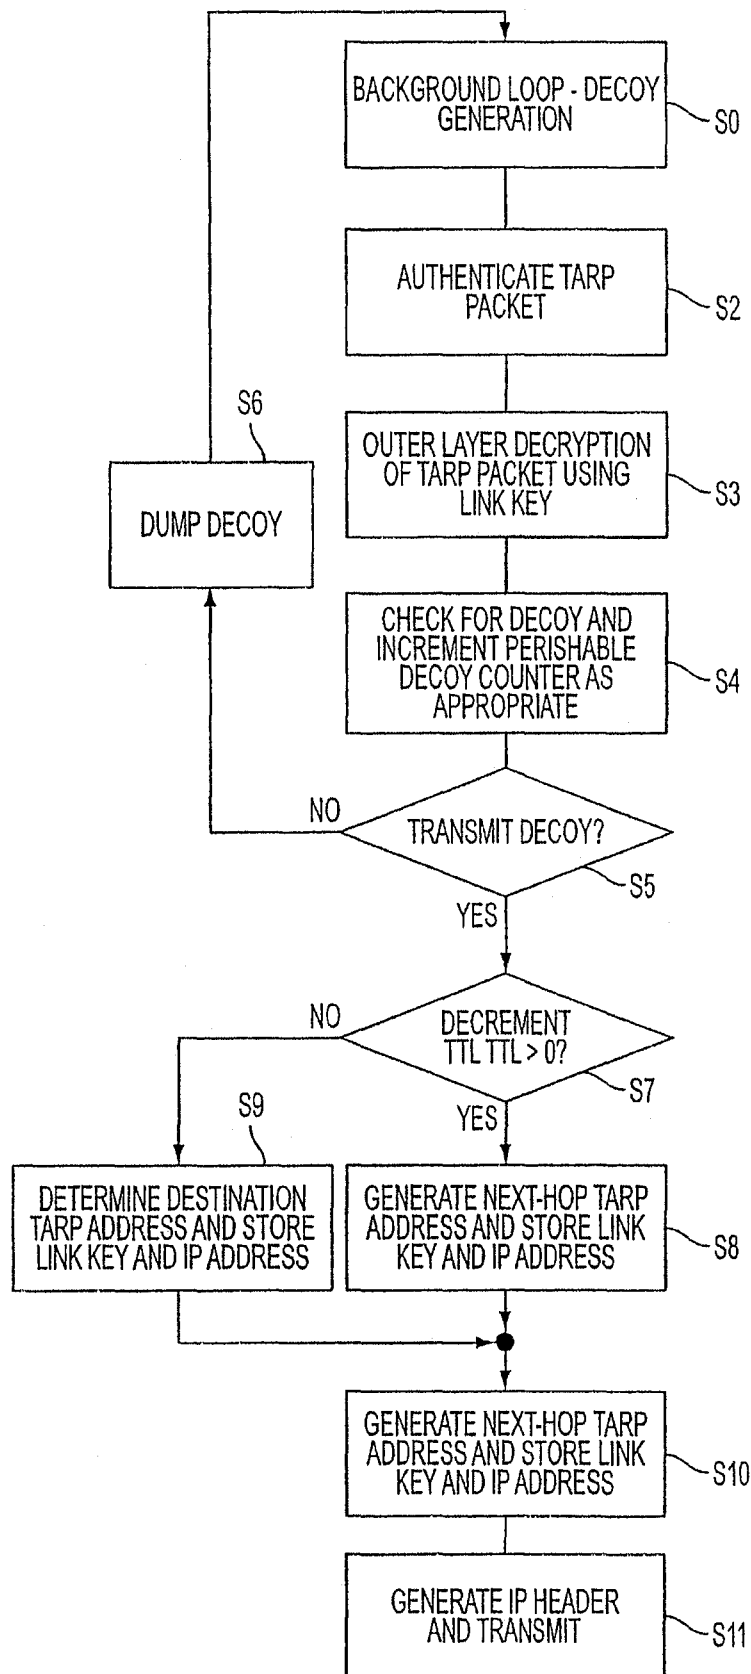 BACKGROUND LOOP - DECOY
GENERATION
S0
AUTHENTICATE TARP
PACKET
S2
OUTER LAYER DECRYPTION
OF TARP PACKET USING
LINK KEY
S3
S6
DUMP DECOY
CHECK FOR DECOY AND
INCREMENT PERISHABLE
DECOY COUNTER AS
APPROPRIATE
S4
NO
TRANSMIT DECOY?
S5
YES
NO
DECREMENT
TTL TTL > 0?
S7
YES
S9
DETERMINE DESTINATION
TARP ADDRESS AND STORE
LINK KEY AND IP ADDRESS
GENERATE NEXT-HOP TARP
ADDRESS AND STORE LINK
KEY AND IP ADDRESS
S8
GENERATE NEXT-HOP TARP
ADDRESS AND STORE LINK
KEY AND IP ADDRESS
S10
GENERATE IP HEADER
AND TRANSMIT
S11